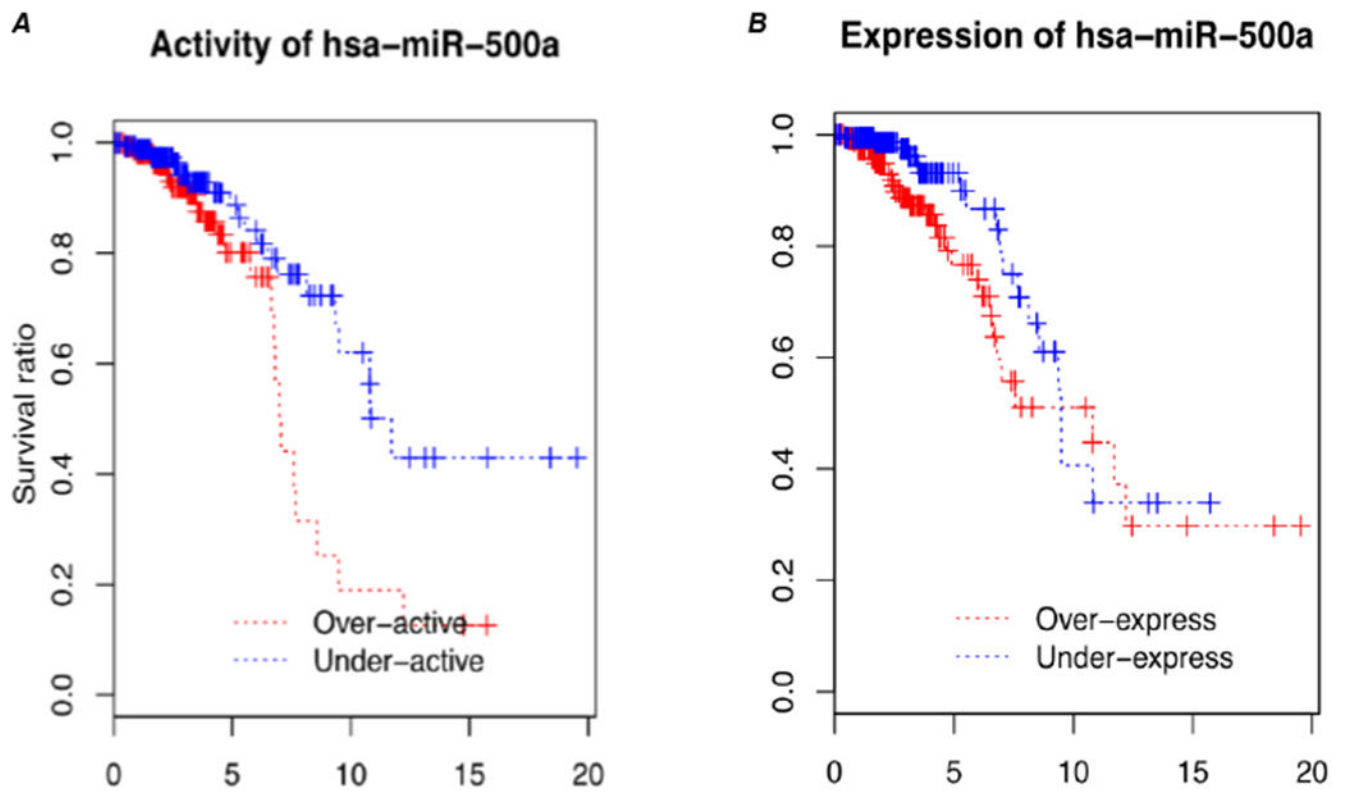 A
Activity of hsa−miR−500a
Survival ratio
1.0
0.8
0.6
0.4
0.2
0.0
Over−active
Under−active
0 5 10 15 20
B
Expression of hsa−miR−500a
1.0
0.8
0.6
0.4
0.2
0.0
Over−express
Under−express
0 5 10 15 20